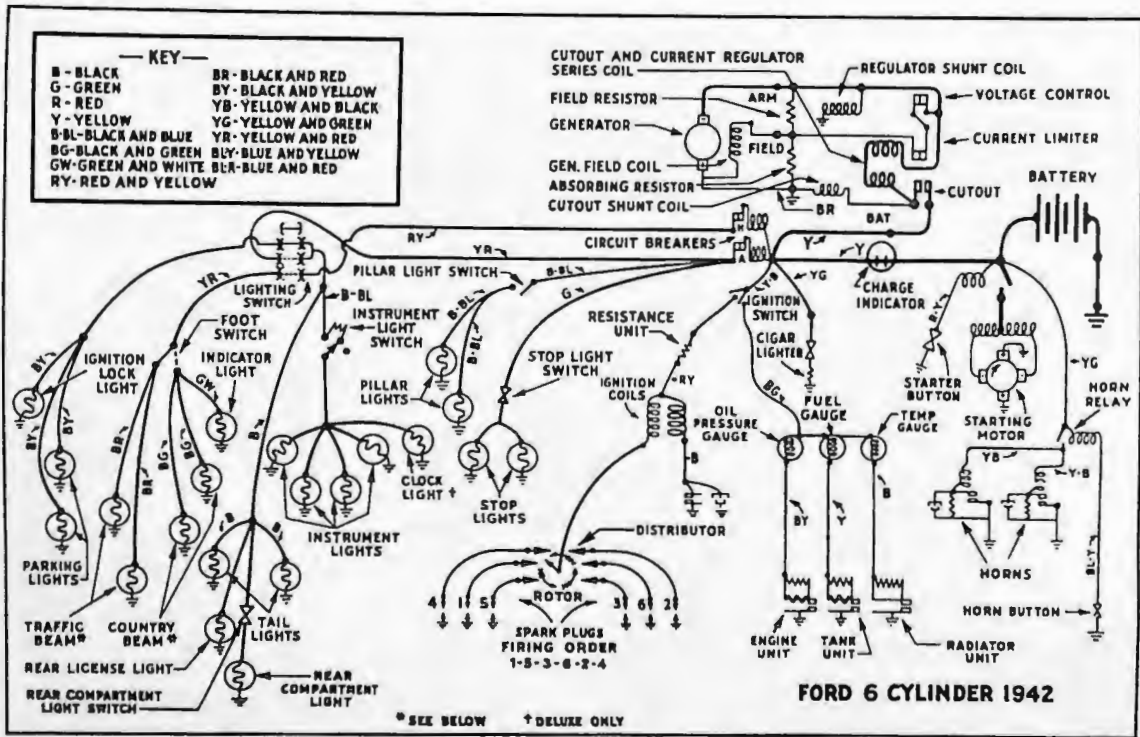 — KEY —
B - BLACK
G - GREEN
R - RED
Y - YELLOW
B-BL-BLACK AND BLUE
BG-BLACK AND GREEN
GW-GREEN AND WHITE
RY-RED AND YELLOW
BR-BLACK AND RED
BY-BLACK AND YELLOW
YB-YELLOW AND BLACK
YG-YELLOW AND GREEN
YR-YELLOW AND RED
BLY-BLUE AND YELLOW
BLR-BLUE AND RED
CUTOUT AND CURRENT REGULATOR
SERIES COIL
REGULATOR SHUNT COIL
FIELD RESISTOR
ARM
VOLTAGE CONTROL
GENERATOR
FIELD
CURRENT LIMITER
GEN. FIELD COIL
ABSORBING RESISTOR
CUTOUT SHUNT COIL
BR
BAT
CUTOUT
BATTERY
RY
CIRCUIT BREAKERS
H
A
Y
Y
YR
PILLAR LIGHT SWITCH
B-BL
G
Y-B
YG
CHARGE
INDICATOR
IGNITION
SWITCH
YR
LIGHTING
SWITCH
B-BL
INSTRUMENT
LIGHT
SWITCH
B-BL
B-BL
RESISTANCE
UNIT
CIGAR
LIGHTER
B-Y
STARTER
BUTTON
STARTING
MOTOR
YG
HORN
RELAY
FOOT
SWITCH
INDICATOR
LIGHT
IGNITION
LOCK
LIGHT
BY
BY
BY
GW
BR
BR
BG
BG
B
PILLAR
LIGHTS
STOP LIGHT
SWITCH
IGNITION
COILS
RY
BG
OIL
PRESSURE
GAUGE
FUEL
GAUGE
TEMP
GAUGE
YB
Y-B
CLOCK
LIGHT †
STOP
LIGHTS
B
BY
Y
B
INSTRUMENT
LIGHTS
DISTRIBUTOR
HORNS
BL-Y
PARKING
LIGHTS
B
B
ROTOR
4 1 5 3 6 2
SPARK PLUGS
FIRING ORDER
1-5-3-6-2-4
HORN BUTTON
TRAFFIC
BEAM*
COUNTRY
BEAM*
TAIL
LIGHTS
ENGINE
UNIT
TANK
UNIT
RADIATOR
UNIT
REAR LICENSE LIGHT
REAR COMPARTMENT
LIGHT SWITCH
REAR
COMPARTMENT
LIGHT
FORD 6 CYLINDER 1942
* SEE BELOW † DELUXE ONLY